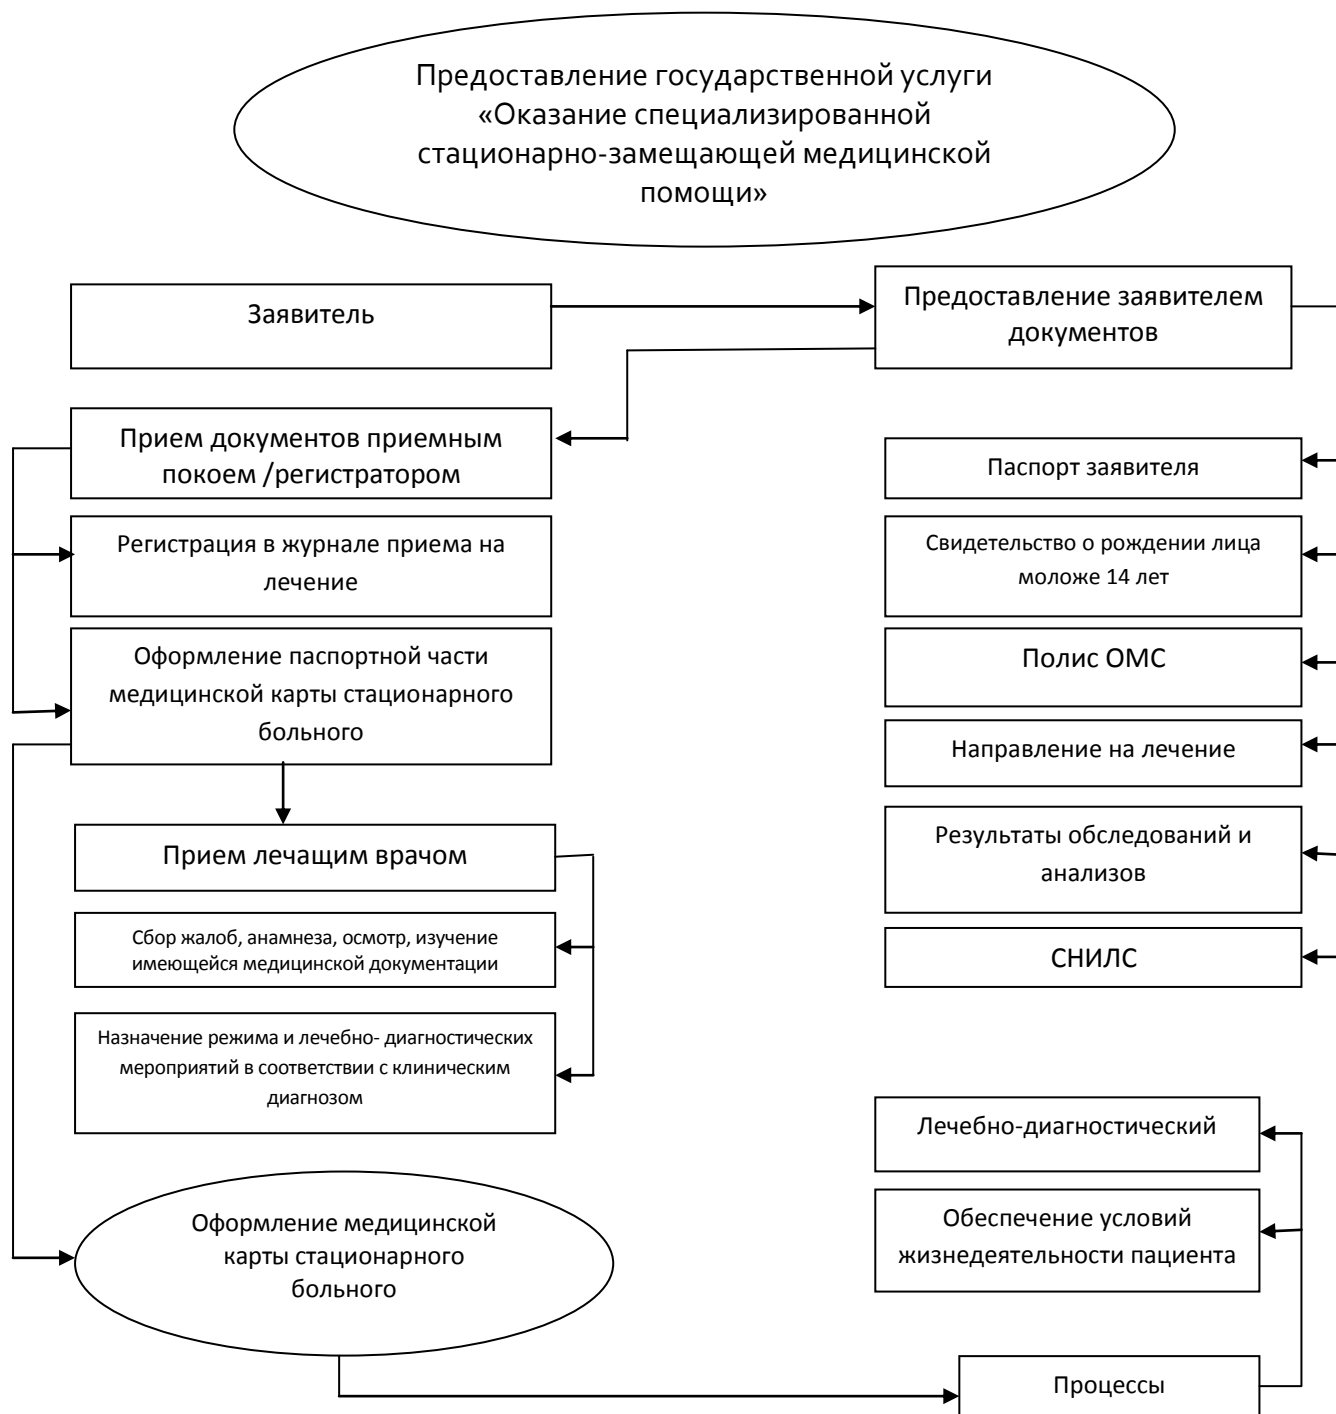 Предоставление государственной услуги
«Оказание специализированной
стационарно-замещающей медицинской
помощи»
Заявитель
Предоставление заявителем
документов
Прием документов приемным
покоем /регистратором
Паспорт заявителя
Регистрация в журнале приема на
лечение
Свидетельство о рождении лица
моложе 14 лет
Оформление паспортной части
медицинской карты стационарного
больного
Полис ОМС
Направление на лечение
Прием лечащим врачом
Результаты обследований и
анализов
Сбор жалоб, анамнеза, осмотр, изучение
имеющейся медицинской документации
СНИЛС
Назначение режима и лечебно- диагностических
мероприятий в соответствии с клиническим
диагнозом
Лечебно-диагностический
Обеспечение условий
жизнедеятельности пациента
Оформление медицинской
карты стационарного
больного
Процессы